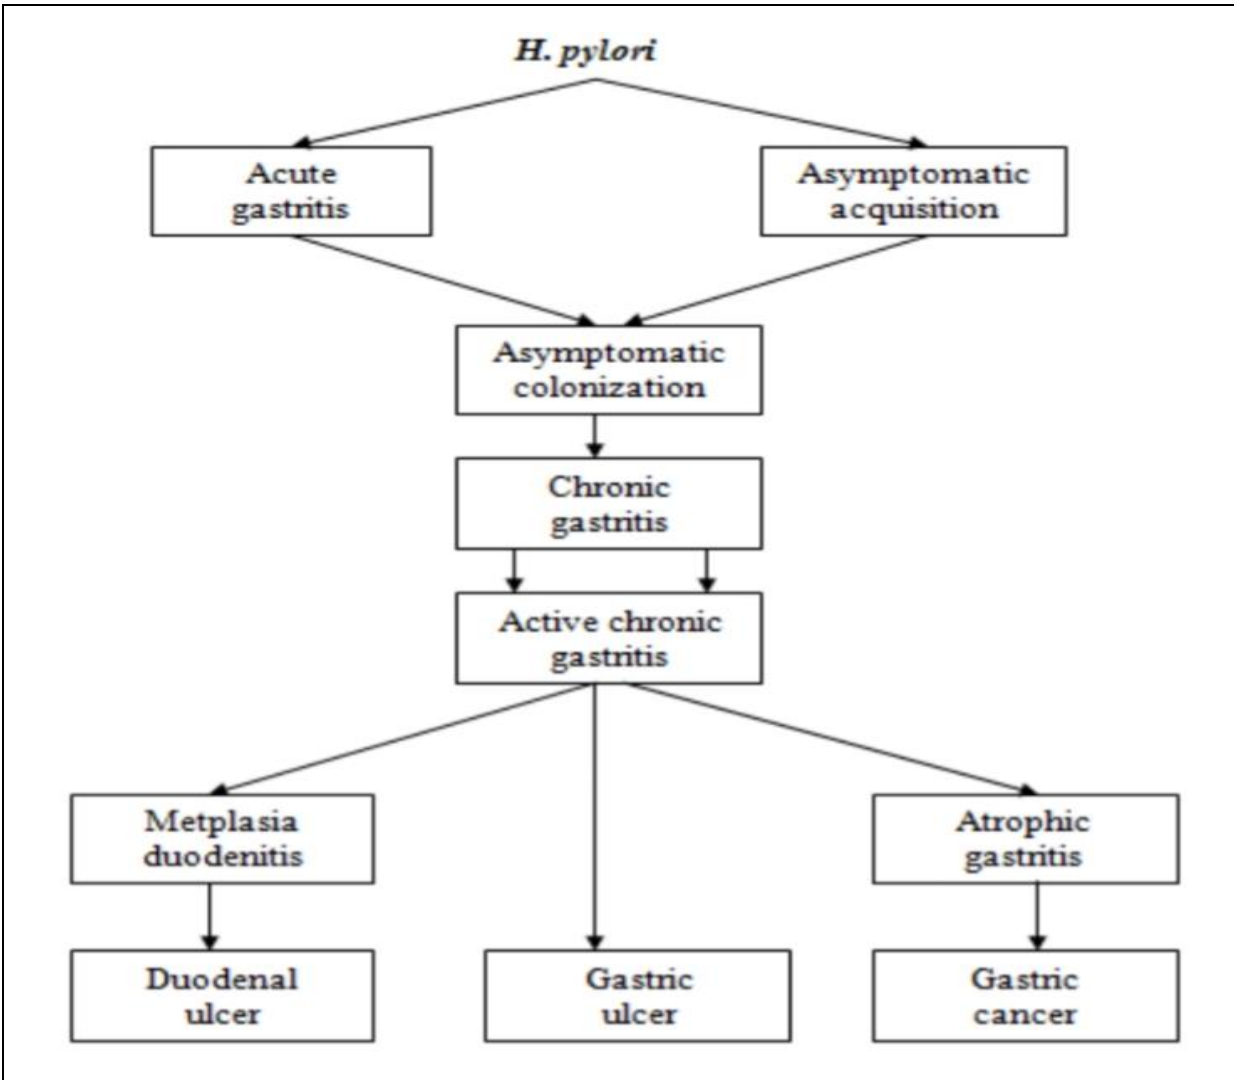 H. pylori
Acute
gastritis
Asymptomatic
acquisition
Asymptomatic
colonization
Chronic
gastritis
Active chronic
gastritis
Metplasia
duodenitis
Atrophic
gastritis
Duodenal
ulcer
Gastric
ulcer
Gastric
cancer